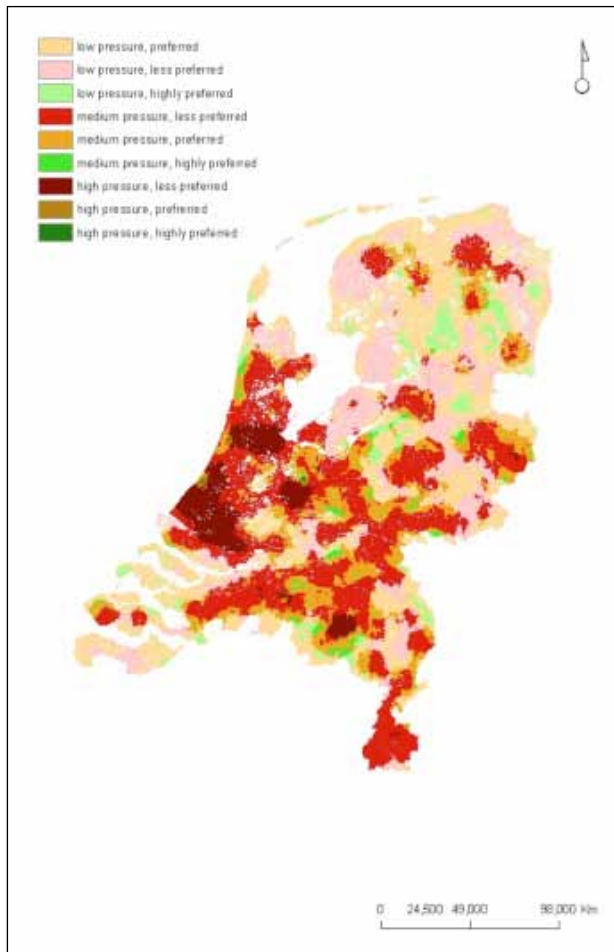 low pressure, preferred
low pressure, less preferred
low pressure, highly preferred
medium pressure, less preferred
medium pressure, preferred
medium pressure, highly preferred
high pressure, less preferred
high pressure, prefrerred
high pressure, highly preferred
0 24,500 49,000 98,000 Km